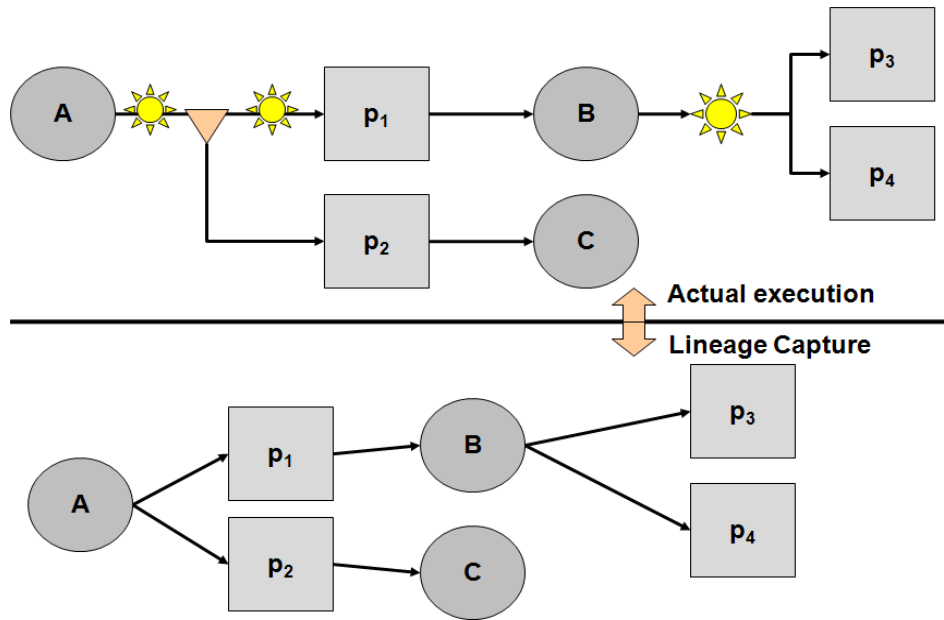 A
p₁
B
p₃
p₄
p₂
C
Actual execution
Lineage Capture
A
p₁
B
p₃
p₂
C
p₄